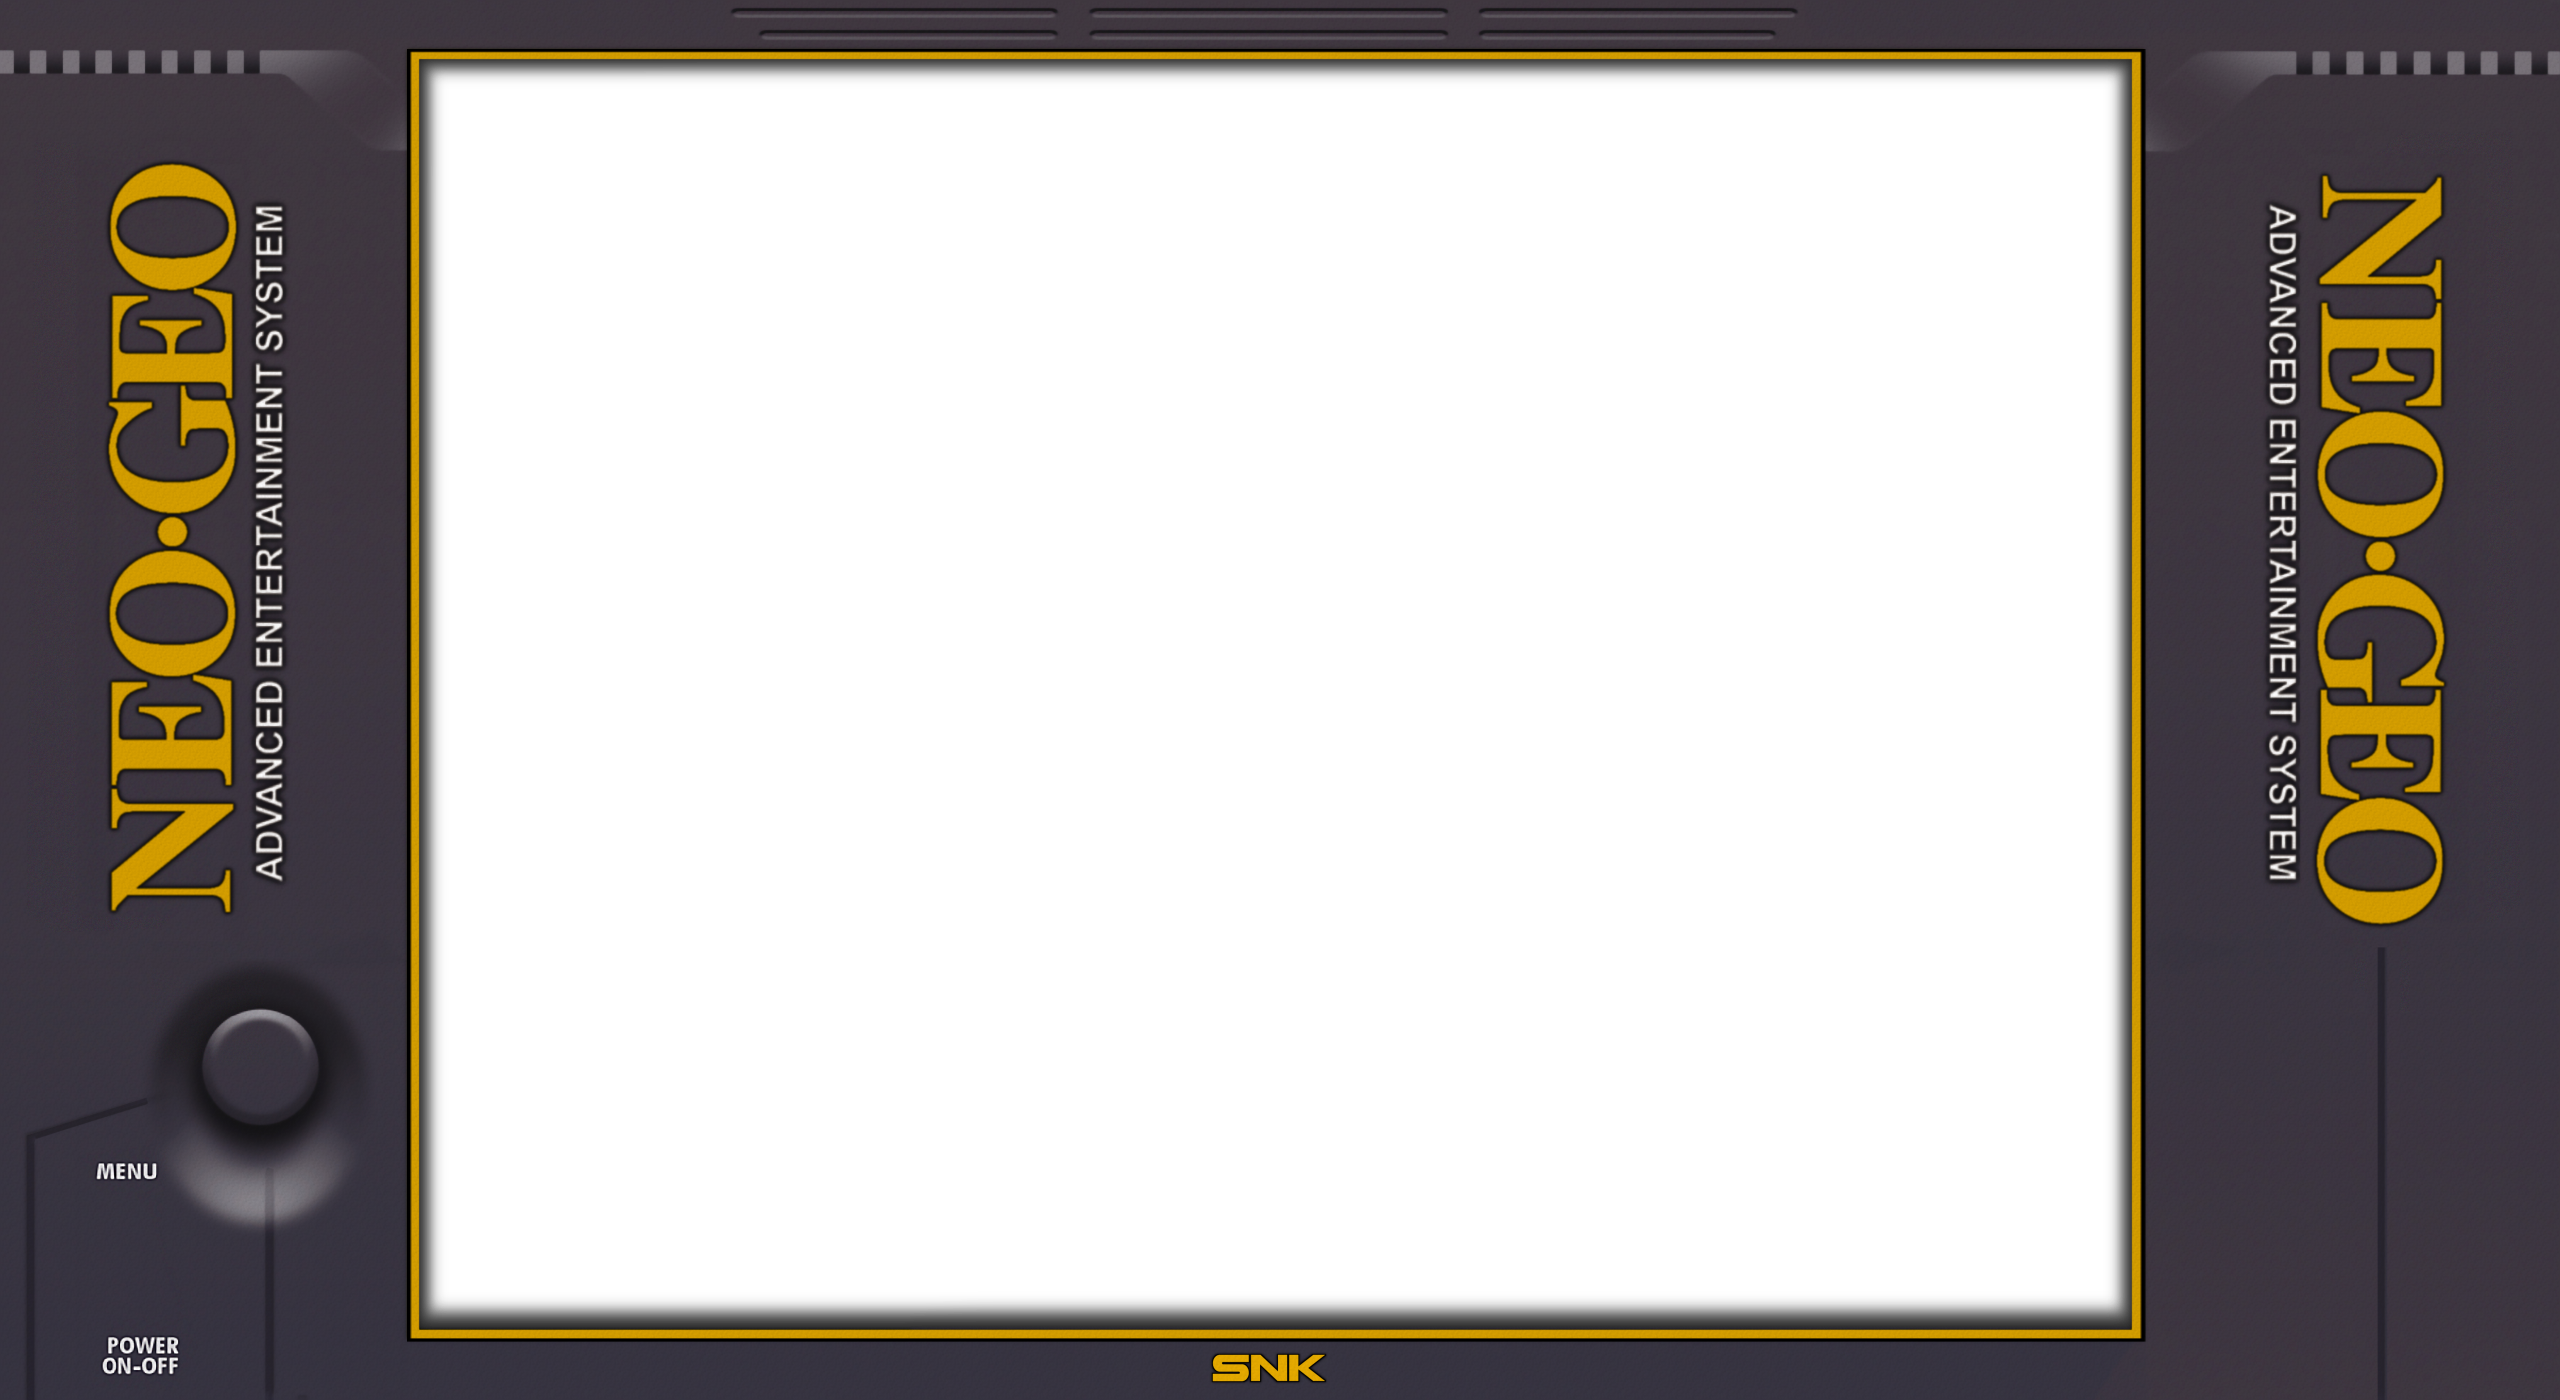 NEO•GEO
ADVANCED ENTERTAINMENT SYSTEM
MENU
POWER
ON-OFF
NEO•GEO
ADVANCED ENTERTAINMENT SYSTEM
SNK